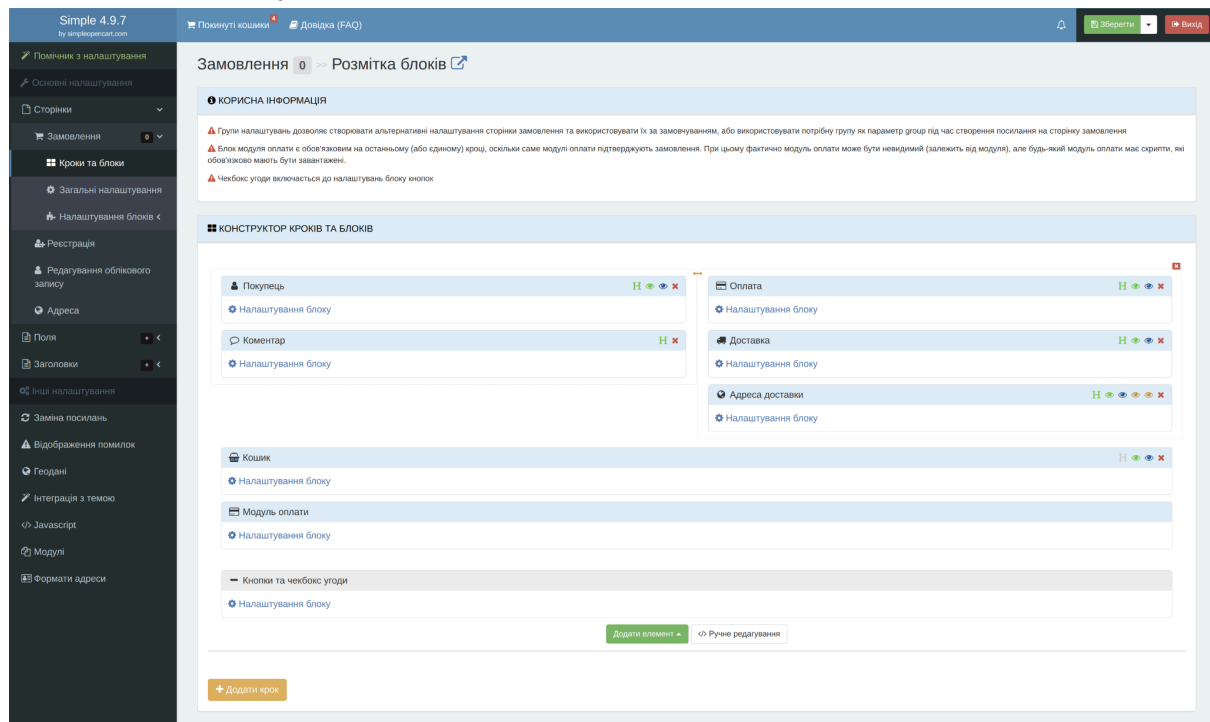 Simple 4.9.7
by simpleopencart.com
Покинуті кошики 4 Довідка (FAQ)
Зберегти
Вихід
Помічник з налаштування
Основні налаштування
Сторінки
Замовлення 0
Кроки та блоки
Загальні налаштування
Налаштування блоків
Реєстрація
Редагування облікового
запису
Адреса
Поля +
Заголовки +
Інші налаштування
Заміна посилань
Відображення помилок
Геодані
Інтеграція з темою
Javascript
Модулі
Формати адреси
Замовлення 0 >> Розмітка блоків
КОРИСНА ІНФОРМАЦІЯ
Групи налаштувань дозволяє створювати альтернативні налаштування сторінки замовлення та використовувати їх за замовчуванням, або використовувати потрібну групу як параметр group під час створення посилання на сторінку замовлення
Блок модуля оплати є обов'язковим на останньому (або єдиному) кроці, оскільки саме модулі оплати підтверджують замовлення. При цьому фактично модуль оплати може бути невидимий (залежить від модуля), але будь-який модуль оплати має скрипти, які
обов'язково мають бути завантажені.
Чекбокс угоди включається до налаштувань блоку кнопок
КОНСТРУКТОР КРОКІВ ТА БЛОКІВ
Покупець H
Налаштування блоку
Коментар H
Налаштування блоку
Оплата H
Налаштування блоку
Доставка H
Налаштування блоку
Адреса доставки H
Налаштування блоку
Кошик H
Налаштування блоку
Модуль оплати
Налаштування блоку
Кнопки та чекбокс угоди
Налаштування блоку
Додати елемент
</> Ручне редагування
+ Додати крок